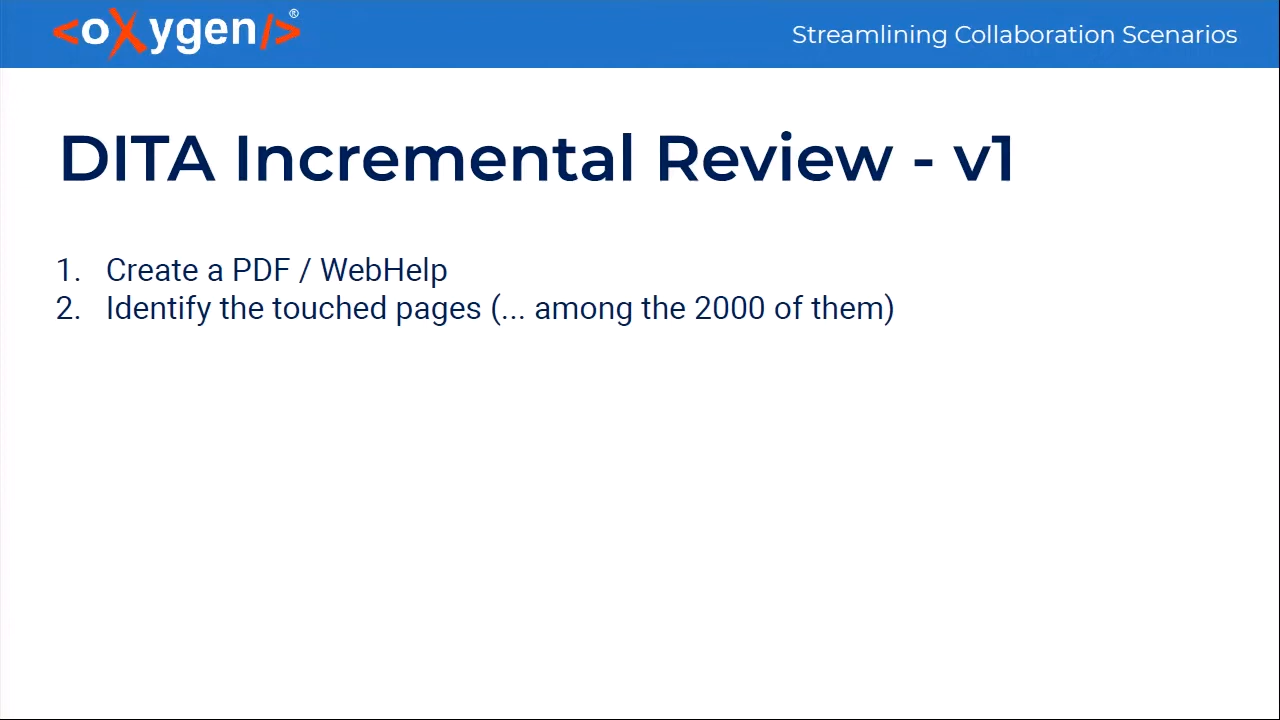 <oXygen/>®
Streamlining Collaboration Scenarios
DITA Incremental Review - v1
1. Create a PDF / WebHelp
2. Identify the touched pages (... among the 2000 of them)